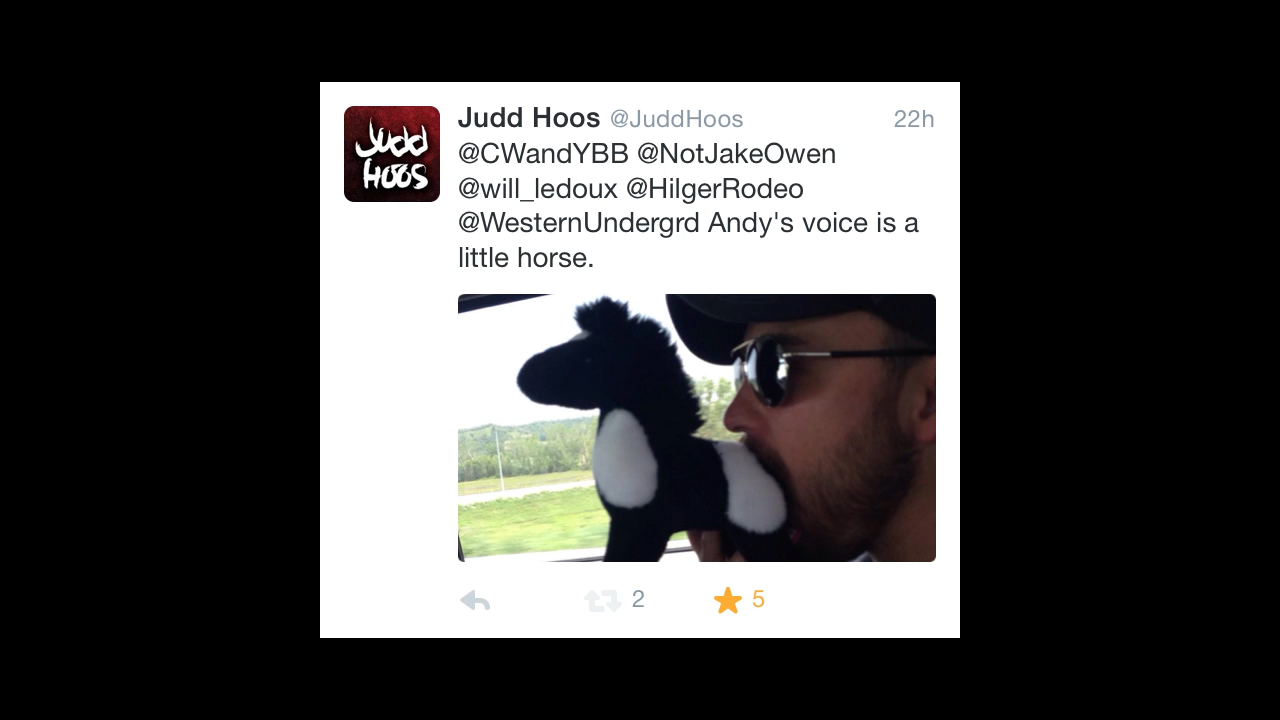 Judd
Hoos
Judd Hoos @JuddHoos 22h
@CWandYBB @NotJakeOwen
@will_ledoux @HilgerRodeo
@WesternUndergrd Andy's voice is a
little horse.
2 5